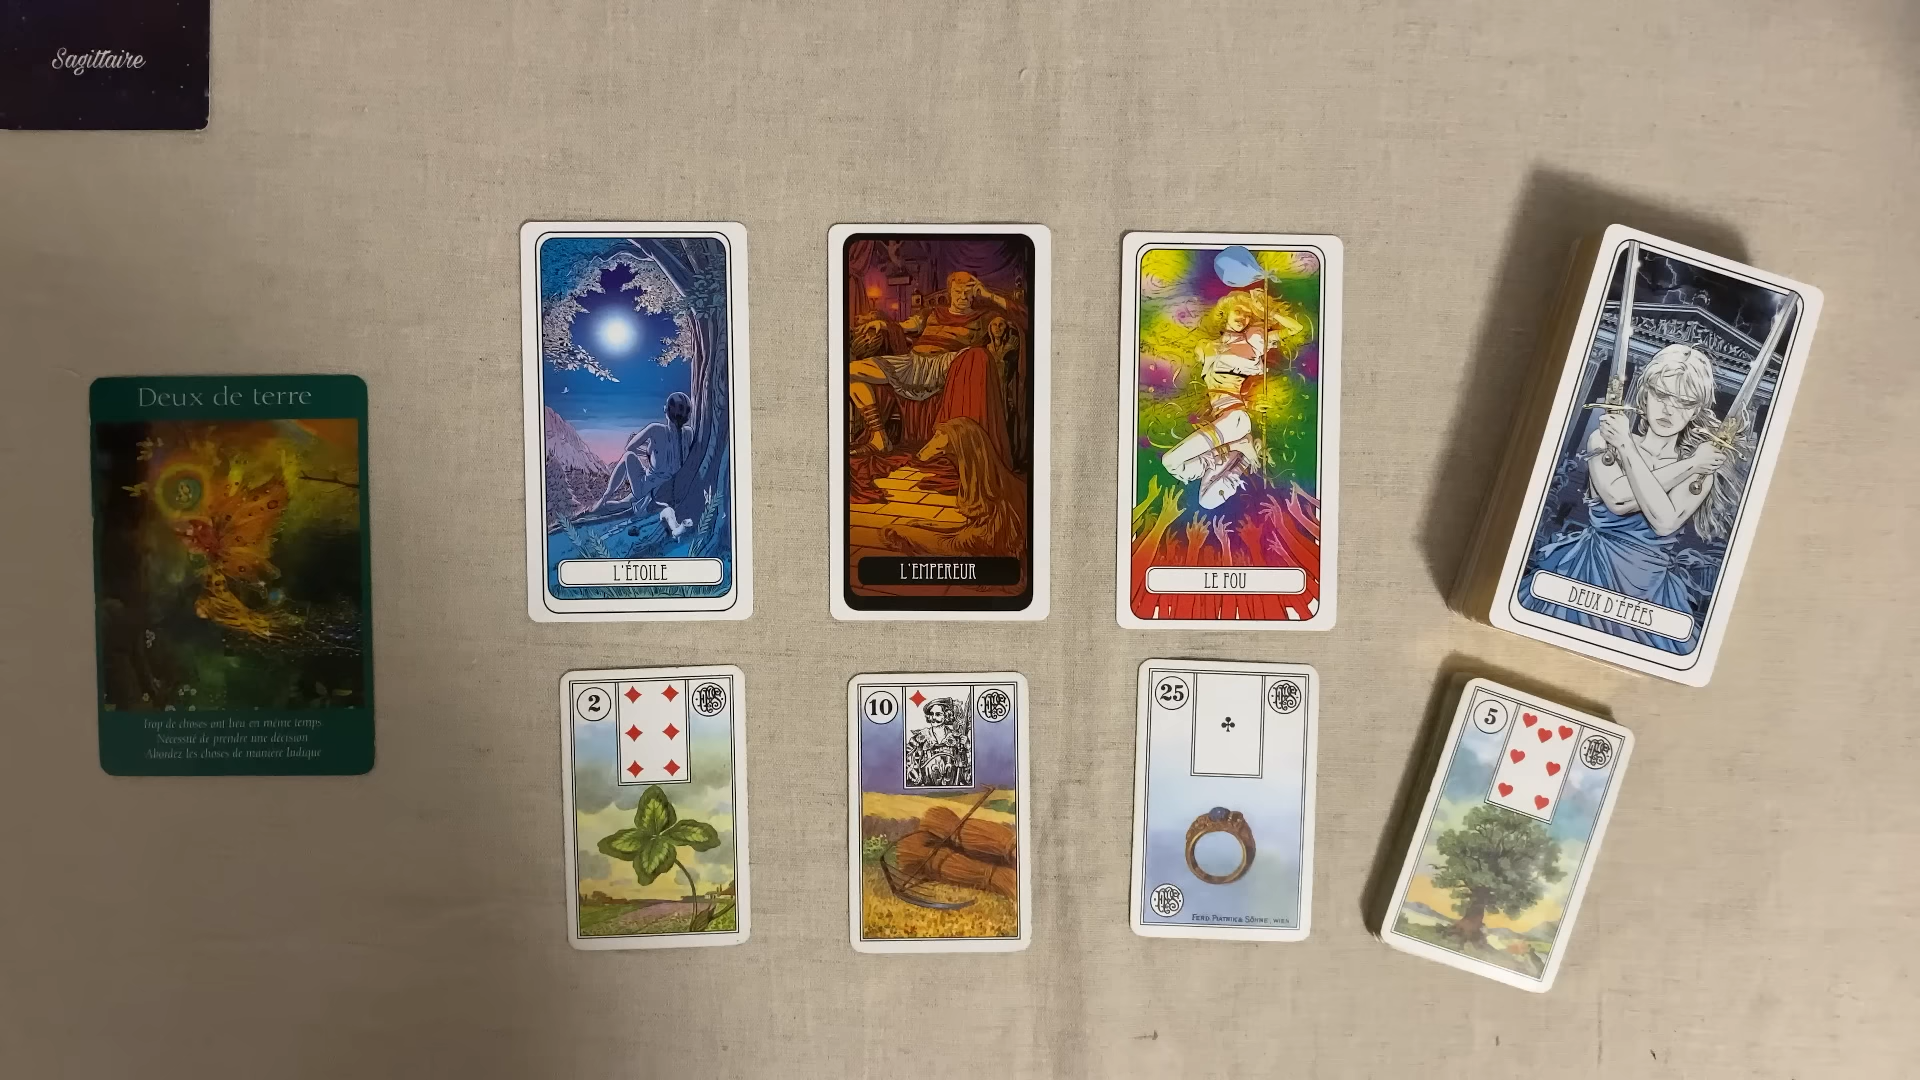 Sagittaire
Deux de terre
Trop de choses ont lieu en même temps
Nécessité de prendre une décision
Abordez les choses de manière ludique
L'ÉTOILE
L'EMPEREUR
LE FOU
DEUX D'ÉPÉES
2
10
25
FERD. PIATNIK & SÖHNE, WIEN
5